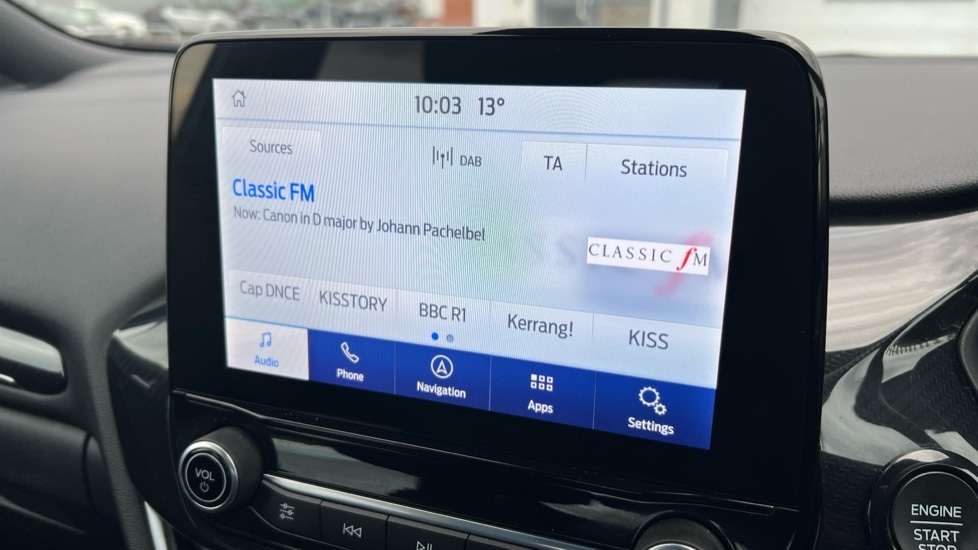 10:03 13°
Sources DAB TA Stations
Classic FM
Now: Canon in D major by Johann Pachelbel
CLASSIC fM
Cap DNCE KISSTORY BBC R1 Kerrang! KISS
Audio Phone Navigation Apps Settings
VOL
ENGINE
START
STOP